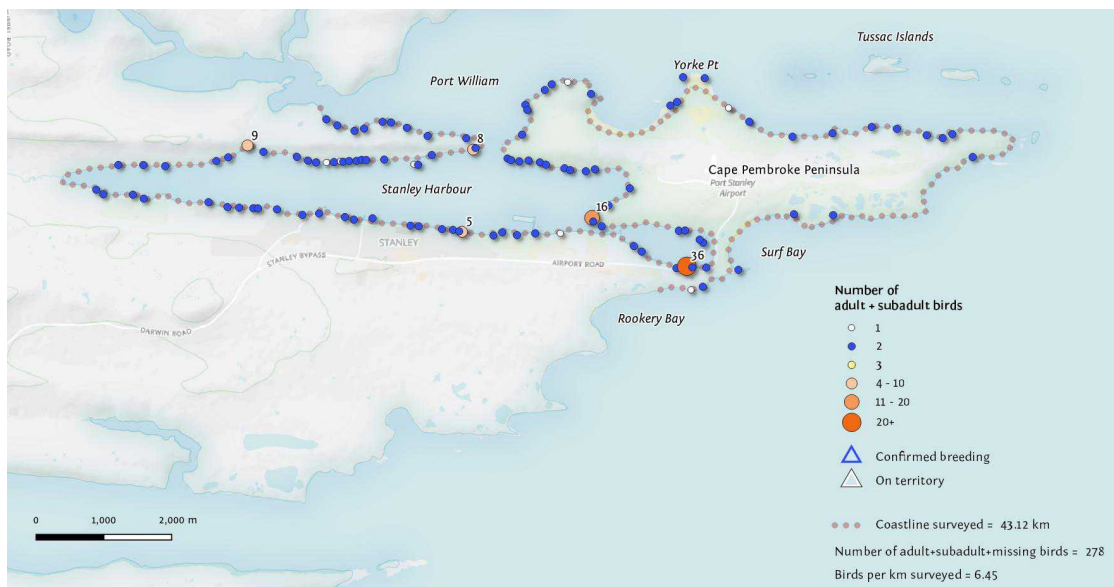 Tussac Islands
Yorke Pt
Port William
9
8
Cape Pembroke Peninsula
Port Stanley
Airport
Stanley Harbour
16
5
STANLEY
STANLEY BYPASS
AIRPORT ROAD
36
Surf Bay
Rookery Bay
DARWIN ROAD
Number of
adult + subadult birds
1
2
3
4 - 10
11 - 20
20+
Confirmed breeding
On territory
Coastline surveyed = 43.12 km
Number of adult+subadult+missing birds = 278
Birds per km surveyed = 6.45
0 1,000 2,000 m